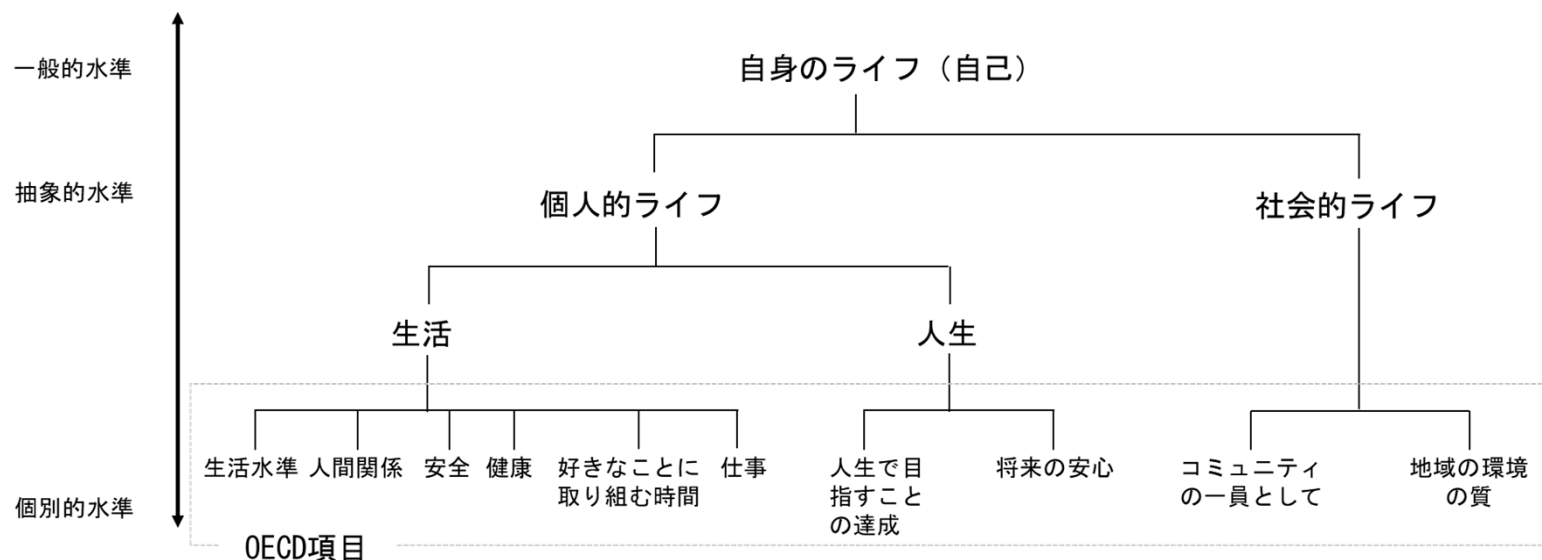 一般的水準
自身のライフ（自己）
抽象的水準
個人的ライフ
社会的ライフ
生活
人生
生活水準
人間関係
安全
健康
好きなことに
取り組む時間
仕事
人生で目
指すこと
の達成
将来の安心
コミュニティ
の一員として
地域の環境
の質
個別的水準
OECD項目